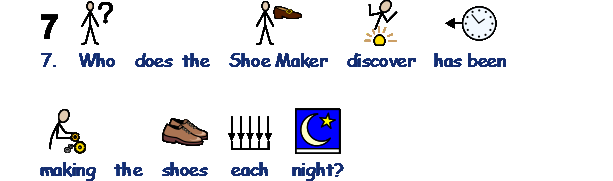 7 ?
7. Who does the Shoe Maker discover has been
making the shoes each night?